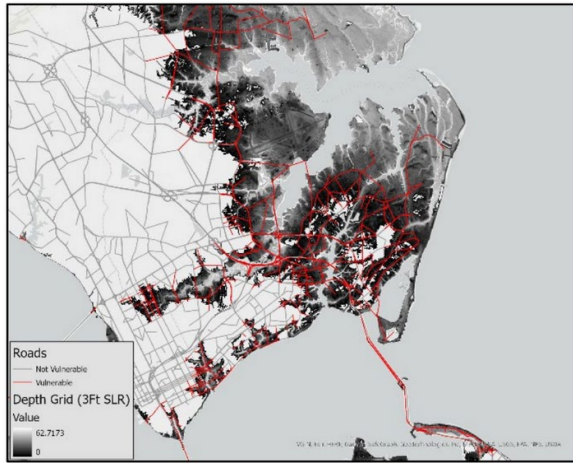 Roads
Not Vulnerable
Vulnerable
Depth Grid (3Ft SLR)
Value
62.7173
0